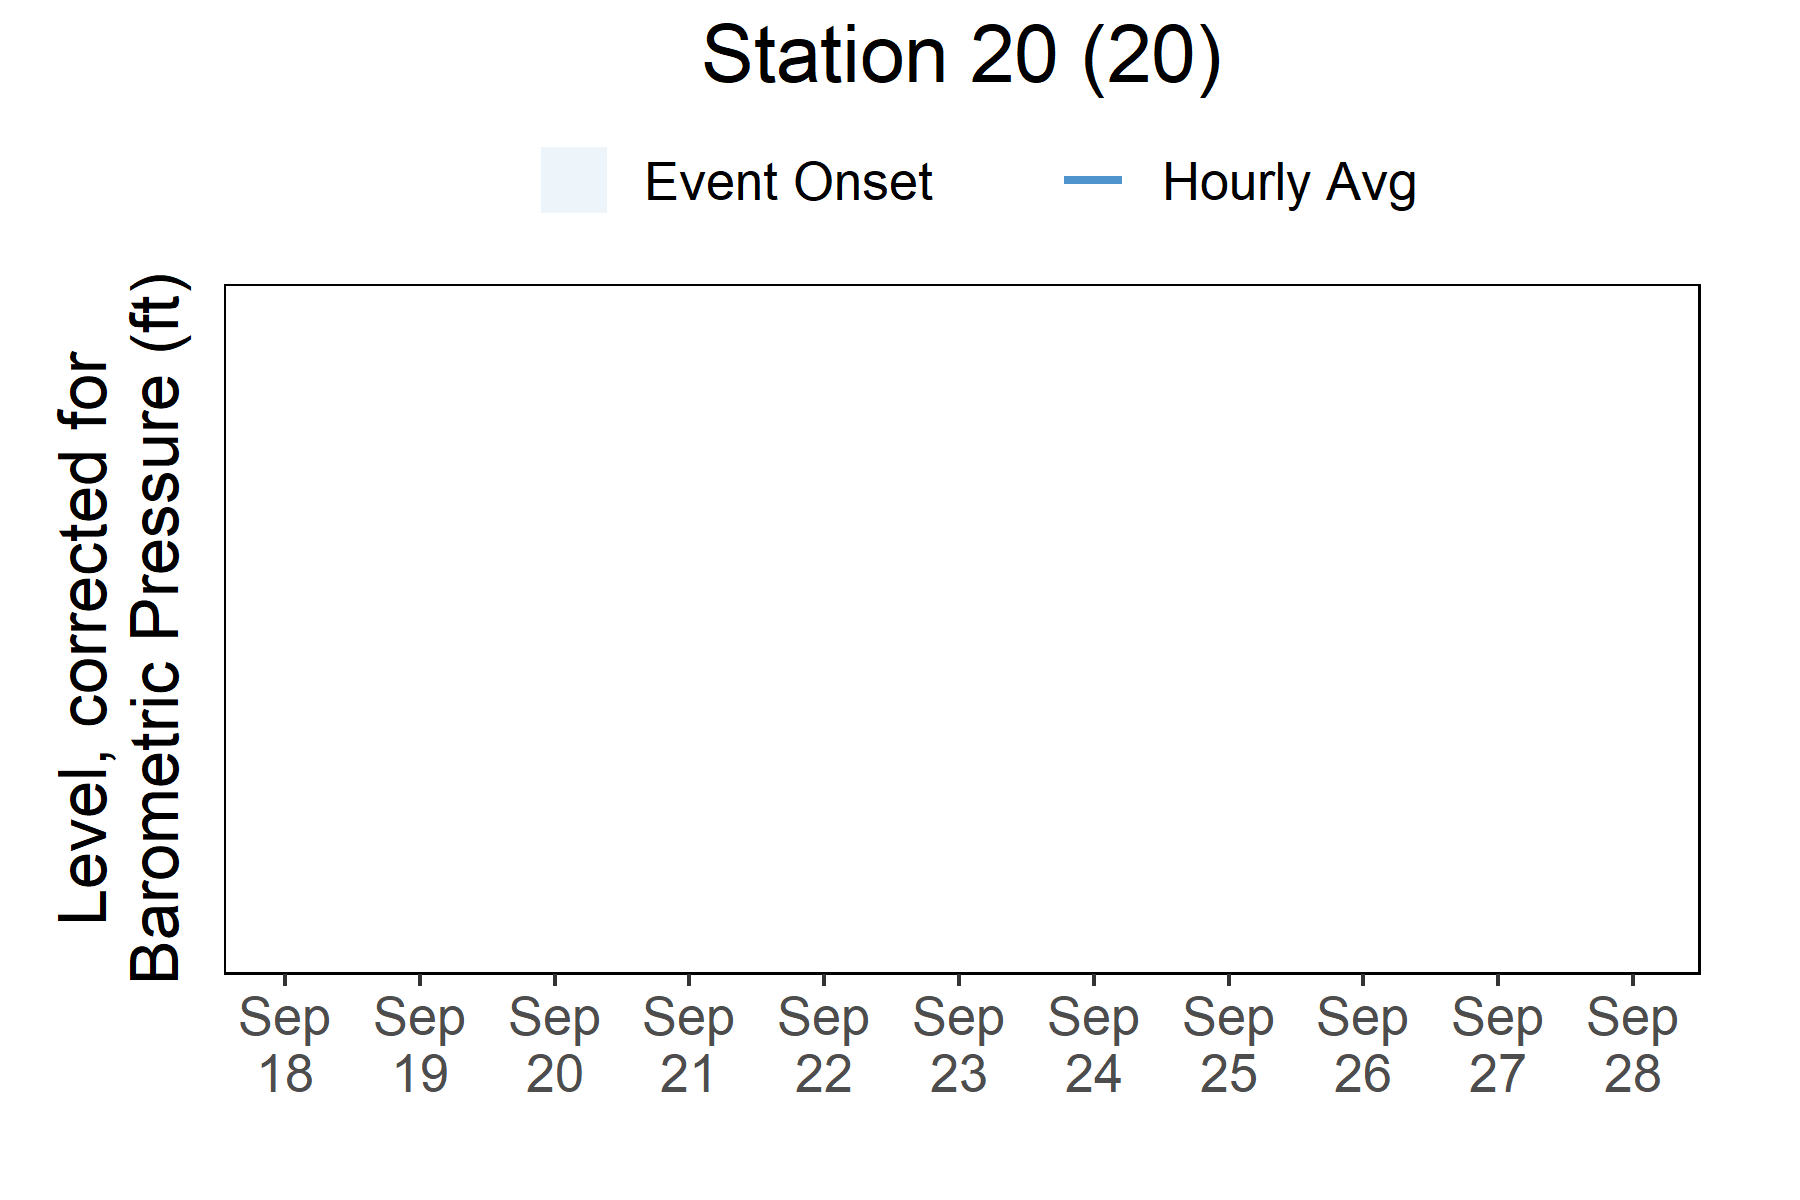 Station 20 (20)
Event Onset
Hourly Avg
Level, corrected for
Barometric Pressure (ft)
Sep
18
Sep
19
Sep
20
Sep
21
Sep
22
Sep
23
Sep
24
Sep
25
Sep
26
Sep
27
Sep
28